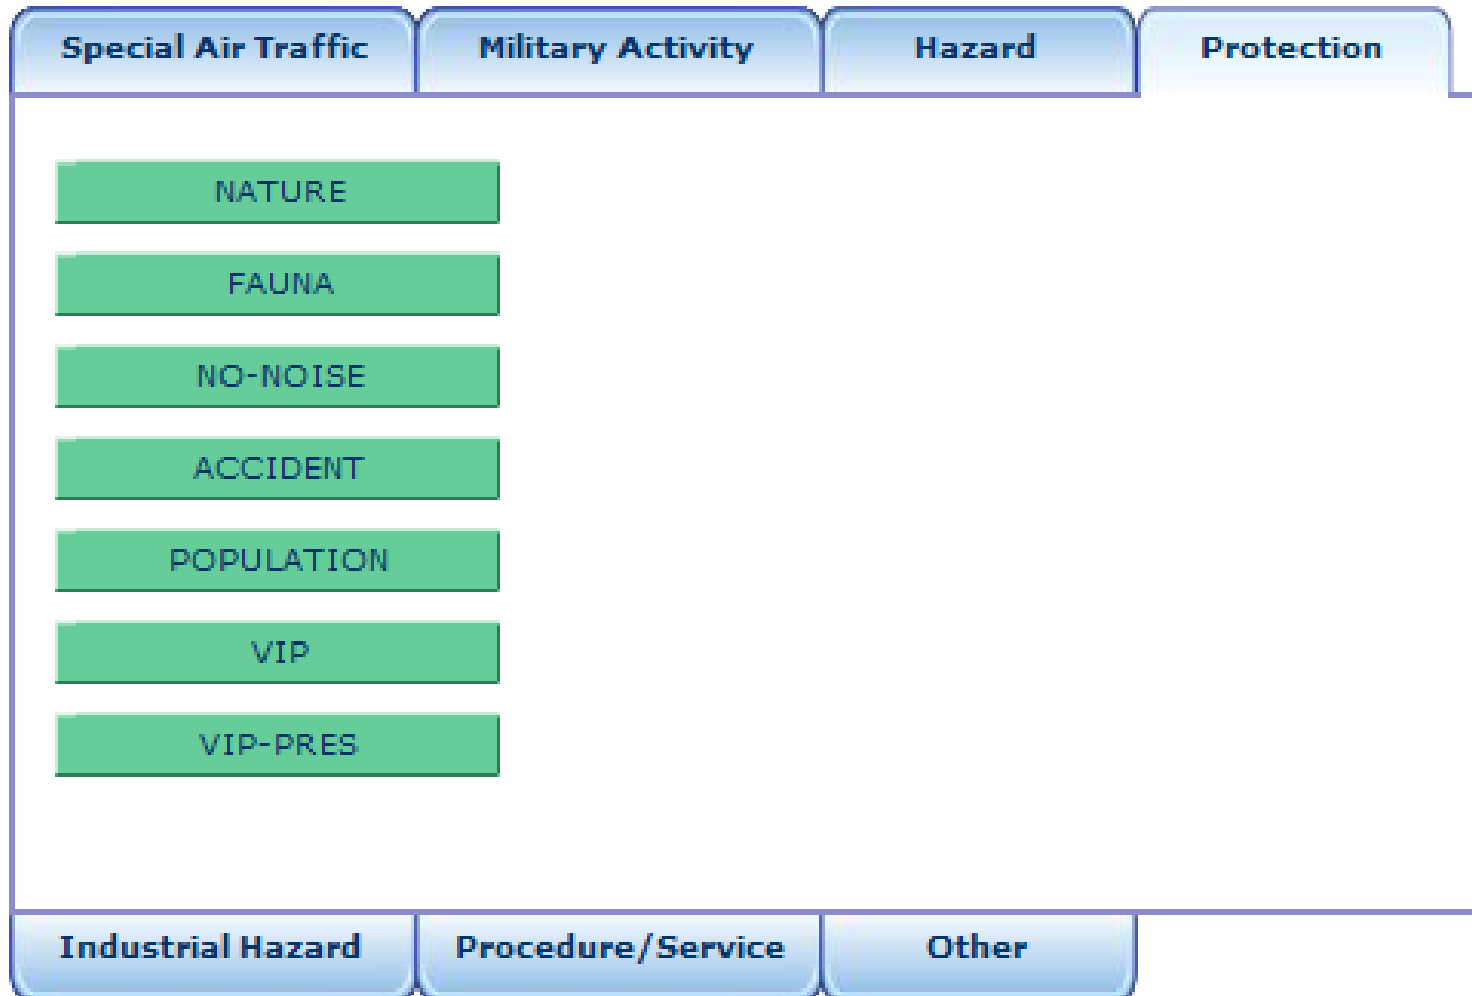 Special Air Traffic Military Activity Hazard Protection
NATURE
FAUNA
NO-NOISE
ACCIDENT
POPULATION
VIP
VIP-PRES
Industrial Hazard Procedure/Service Other